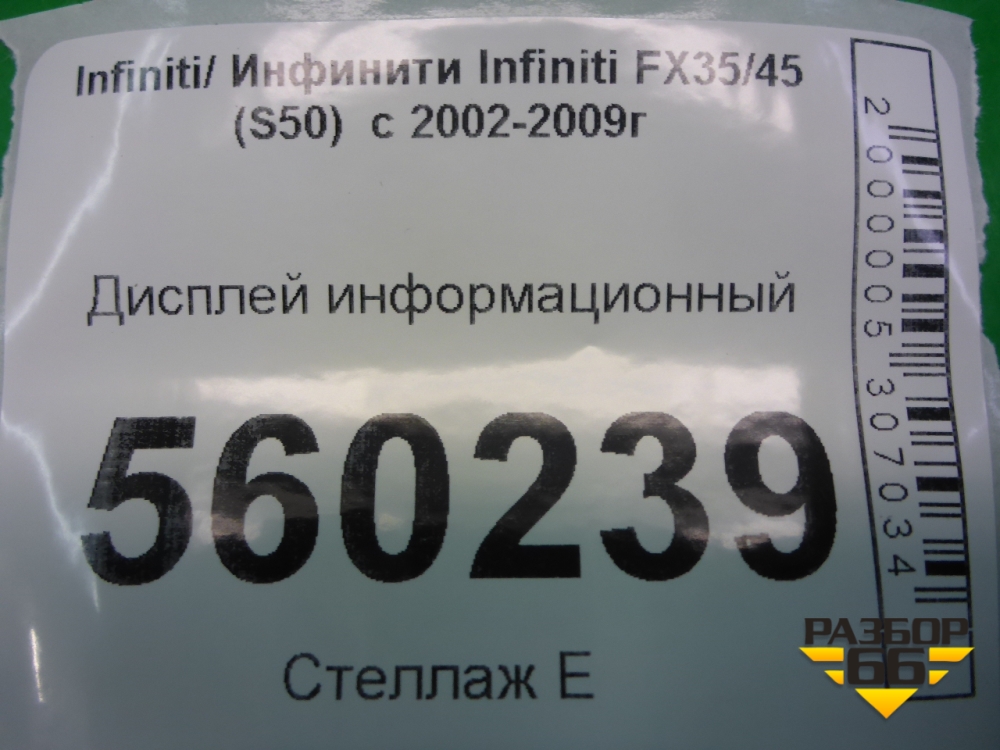 Infiniti/ Инфинити Infiniti FX35/45
(S50) с 2002-2009г
Дисплей информационный
560239
Стеллаж Е
2000005307034
РАЗБОР
66